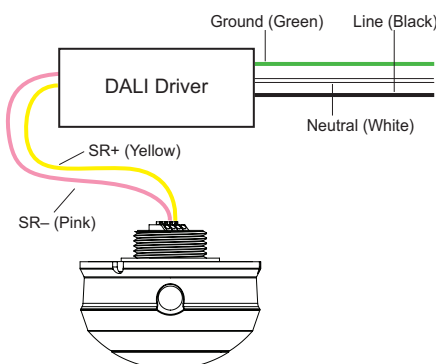 Ground (Green)
Line (Black)
DALI Driver
Neutral (White)
SR+ (Yellow)
SR– (Pink)